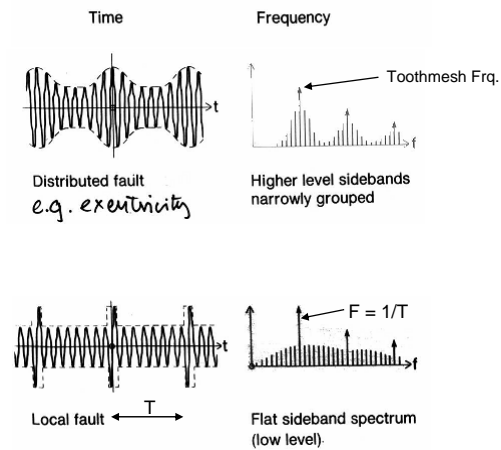 Time
Frequency
Toothmesh Frq.
t
f
Distributed fault
e.g. exentricity
Higher level sidebands
narrowly grouped
t
F = 1/T
f
Local fault
T
Flat sideband spectrum
(low level).